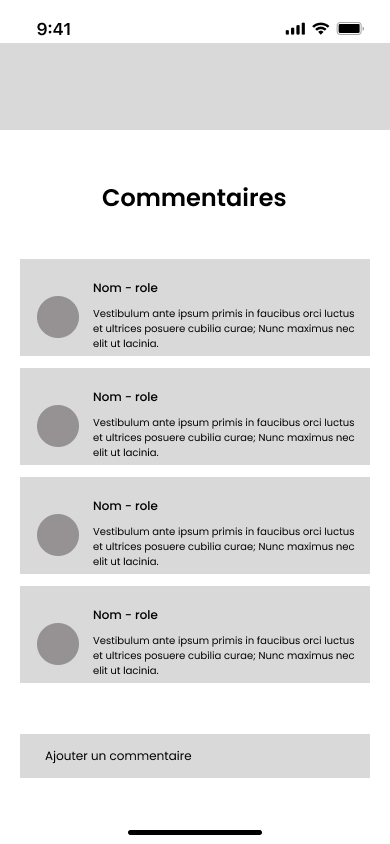 9:41
Commentaires
Nom - role
Vestibulum ante ipsum primis in faucibus orci luctus
et ultrices posuere cubilia curae; Nunc maximus nec
elit ut lacinia.
Nom - role
Vestibulum ante ipsum primis in faucibus orci luctus
et ultrices posuere cubilia curae; Nunc maximus nec
elit ut lacinia.
Nom - role
Vestibulum ante ipsum primis in faucibus orci luctus
et ultrices posuere cubilia curae; Nunc maximus nec
elit ut lacinia.
Nom - role
Vestibulum ante ipsum primis in faucibus orci luctus
et ultrices posuere cubilia curae; Nunc maximus nec
elit ut lacinia.
Ajouter un commentaire